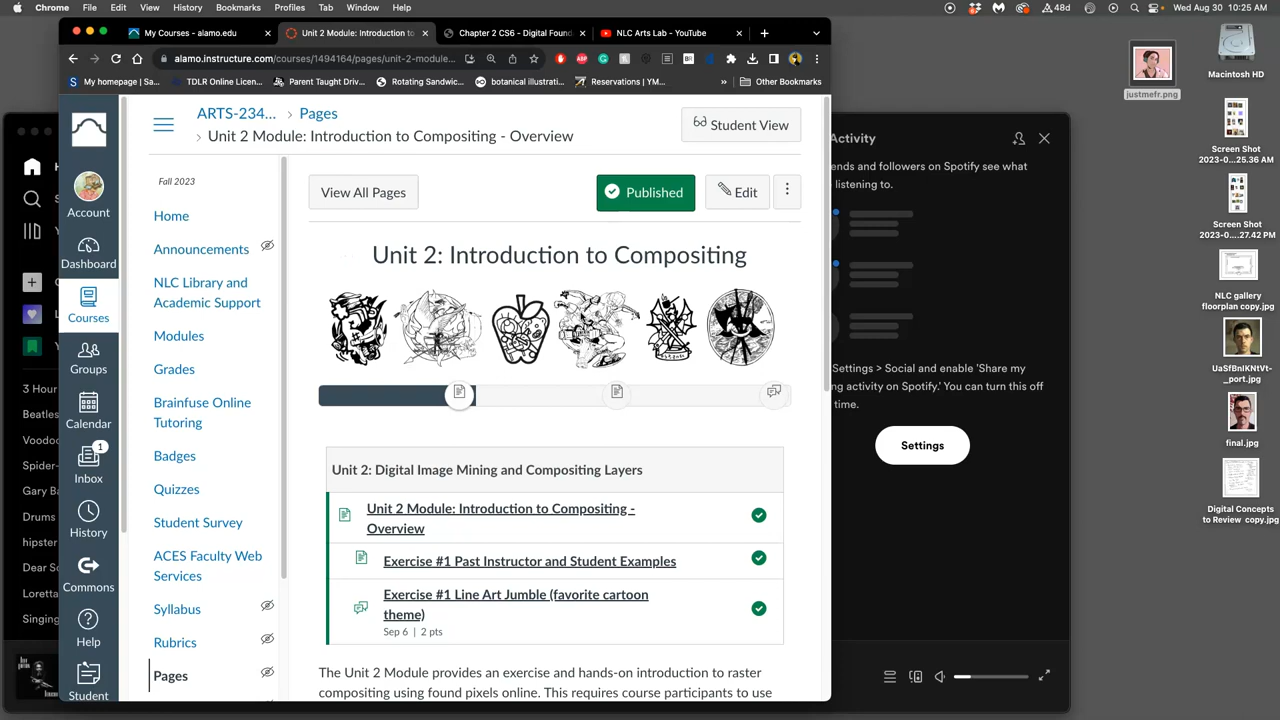 Chrome File Edit View History Bookmarks Profiles Tab Window Help
48d
Wed Aug 30 10:25 AM
My Courses - alamo.edu
Unit 2 Module: Introduction to
Chapter 2 CS6 - Digital Found
NLC Arts Lab - YouTube
alamo.instructure.com/courses/1494164/pages/unit-2-module...
My homepage | Sa...
TDLR Online Licen...
Parent Taught Driv...
Rotating Sandwic...
botanical illustrati...
Reservations | YM...
Other Bookmarks
ARTS-234... Pages
Unit 2 Module: Introduction to Compositing - Overview
Student View
Account
Dashboard
Courses
Groups
Calendar
1
Inbox
History
Commons
Help
Student
Fall 2023
Home
Announcements
NLC Library and
Academic Support
Modules
Grades
Brainfuse Online
Tutoring
Badges
Quizzes
Student Survey
ACES Faculty Web
Services
Syllabus
Rubrics
Pages
View All Pages
Published
Edit
Unit 2: Introduction to Compositing
Unit 2: Digital Image Mining and Compositing Layers
Unit 2 Module: Introduction to Compositing -
Overview
Exercise #1 Past Instructor and Student Examples
Exercise #1 Line Art Jumble (favorite cartoon
theme)
Sep 6 | 2 pts
The Unit 2 Module provides an exercise and hands-on introduction to raster
compositing using found pixels online. This requires course participants to use
3 Hour
Beatles
Voodoo
Spider-
Gary Ba
Drums
hipster
Dear So
Loretta
Singing
Activity
ends and followers on Spotify see what
listening to.
Settings > Social and enable 'Share my
ng activity on Spotify.' You can turn this off
time.
Settings
justmefr.png
Macintosh HD
Screen Shot
2023-0...25.36 AM
Screen Shot
2023-0....27.42 PM
NLC gallery
floorplan copy.jpg
UaSfBnIKNtVt-
_port.jpg
final.jpg
Digital Concepts
to Review copy.jpg